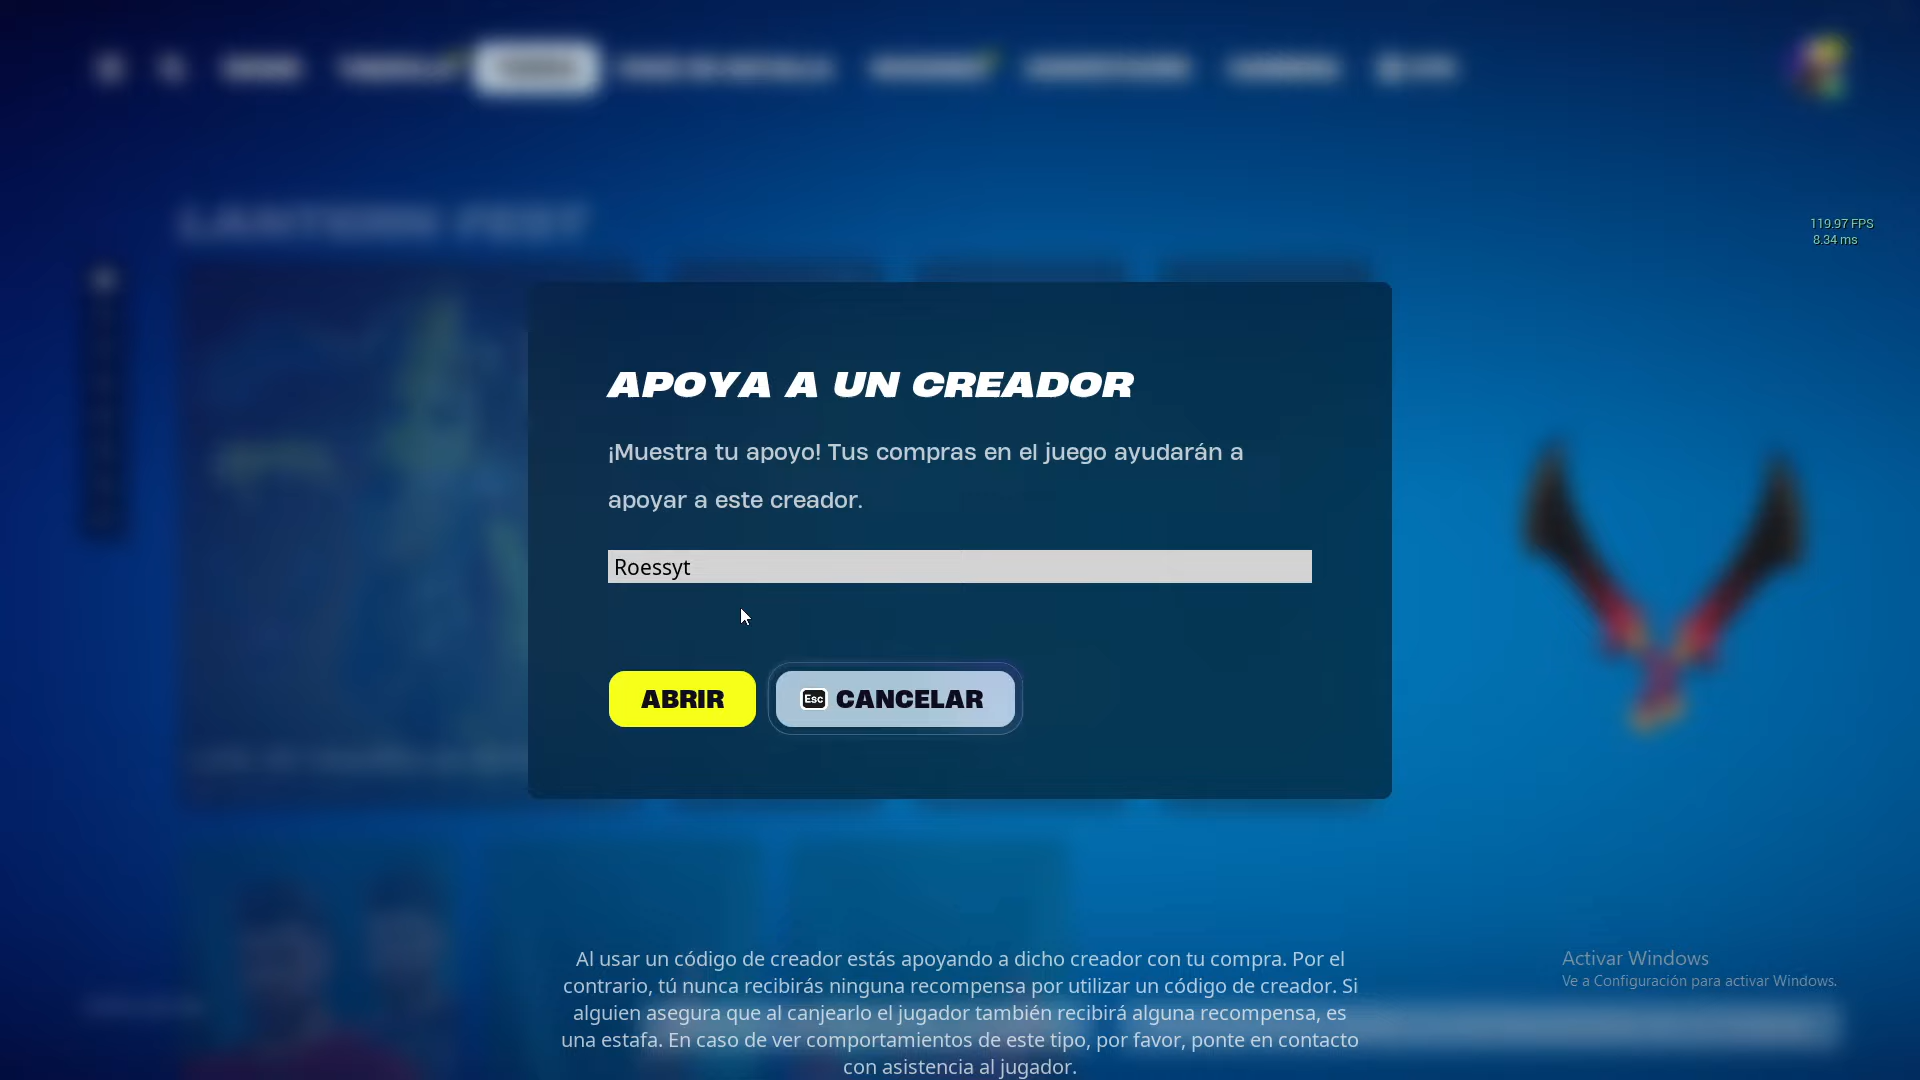 LANTERN FEST
119.97 FPS
8.34 ms
APOYA A UN CREADOR
¡Muestra tu apoyo! Tus compras en el juego ayudarán a
apoyar a este creador.
Roessyt
ABRIR
Esc CANCELAR
Al usar un código de creador estás apoyando a dicho creador con tu compra. Por el
contrario, tú nunca recibirás ninguna recompensa por utilizar un código de creador. Si
alguien asegura que al canjearlo el jugador también recibirá alguna recompensa, es
una estafa. En caso de ver comportamientos de este tipo, por favor, ponte en contacto
con asistencia al jugador.
Activar Windows
Ve a Configuración para activar Windows.